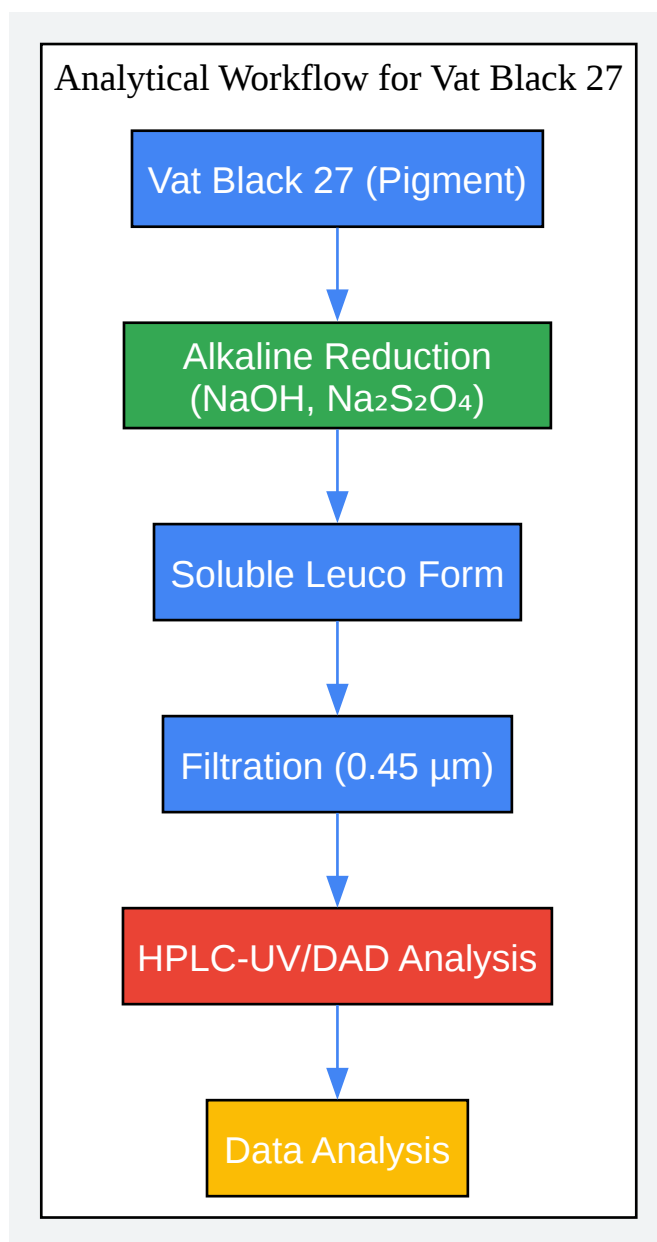 Analytical Workflow for Vat Black 27
Vat Black 27 (Pigment)
Alkaline Reduction
(NaOH, Na₂S₂O₄)
Soluble Leuco Form
Filtration (0.45 µm)
HPLC-UV/DAD Analysis
Data Analysis